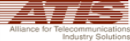 ATIS
Alliance for Telecommunications
Industry Solutions